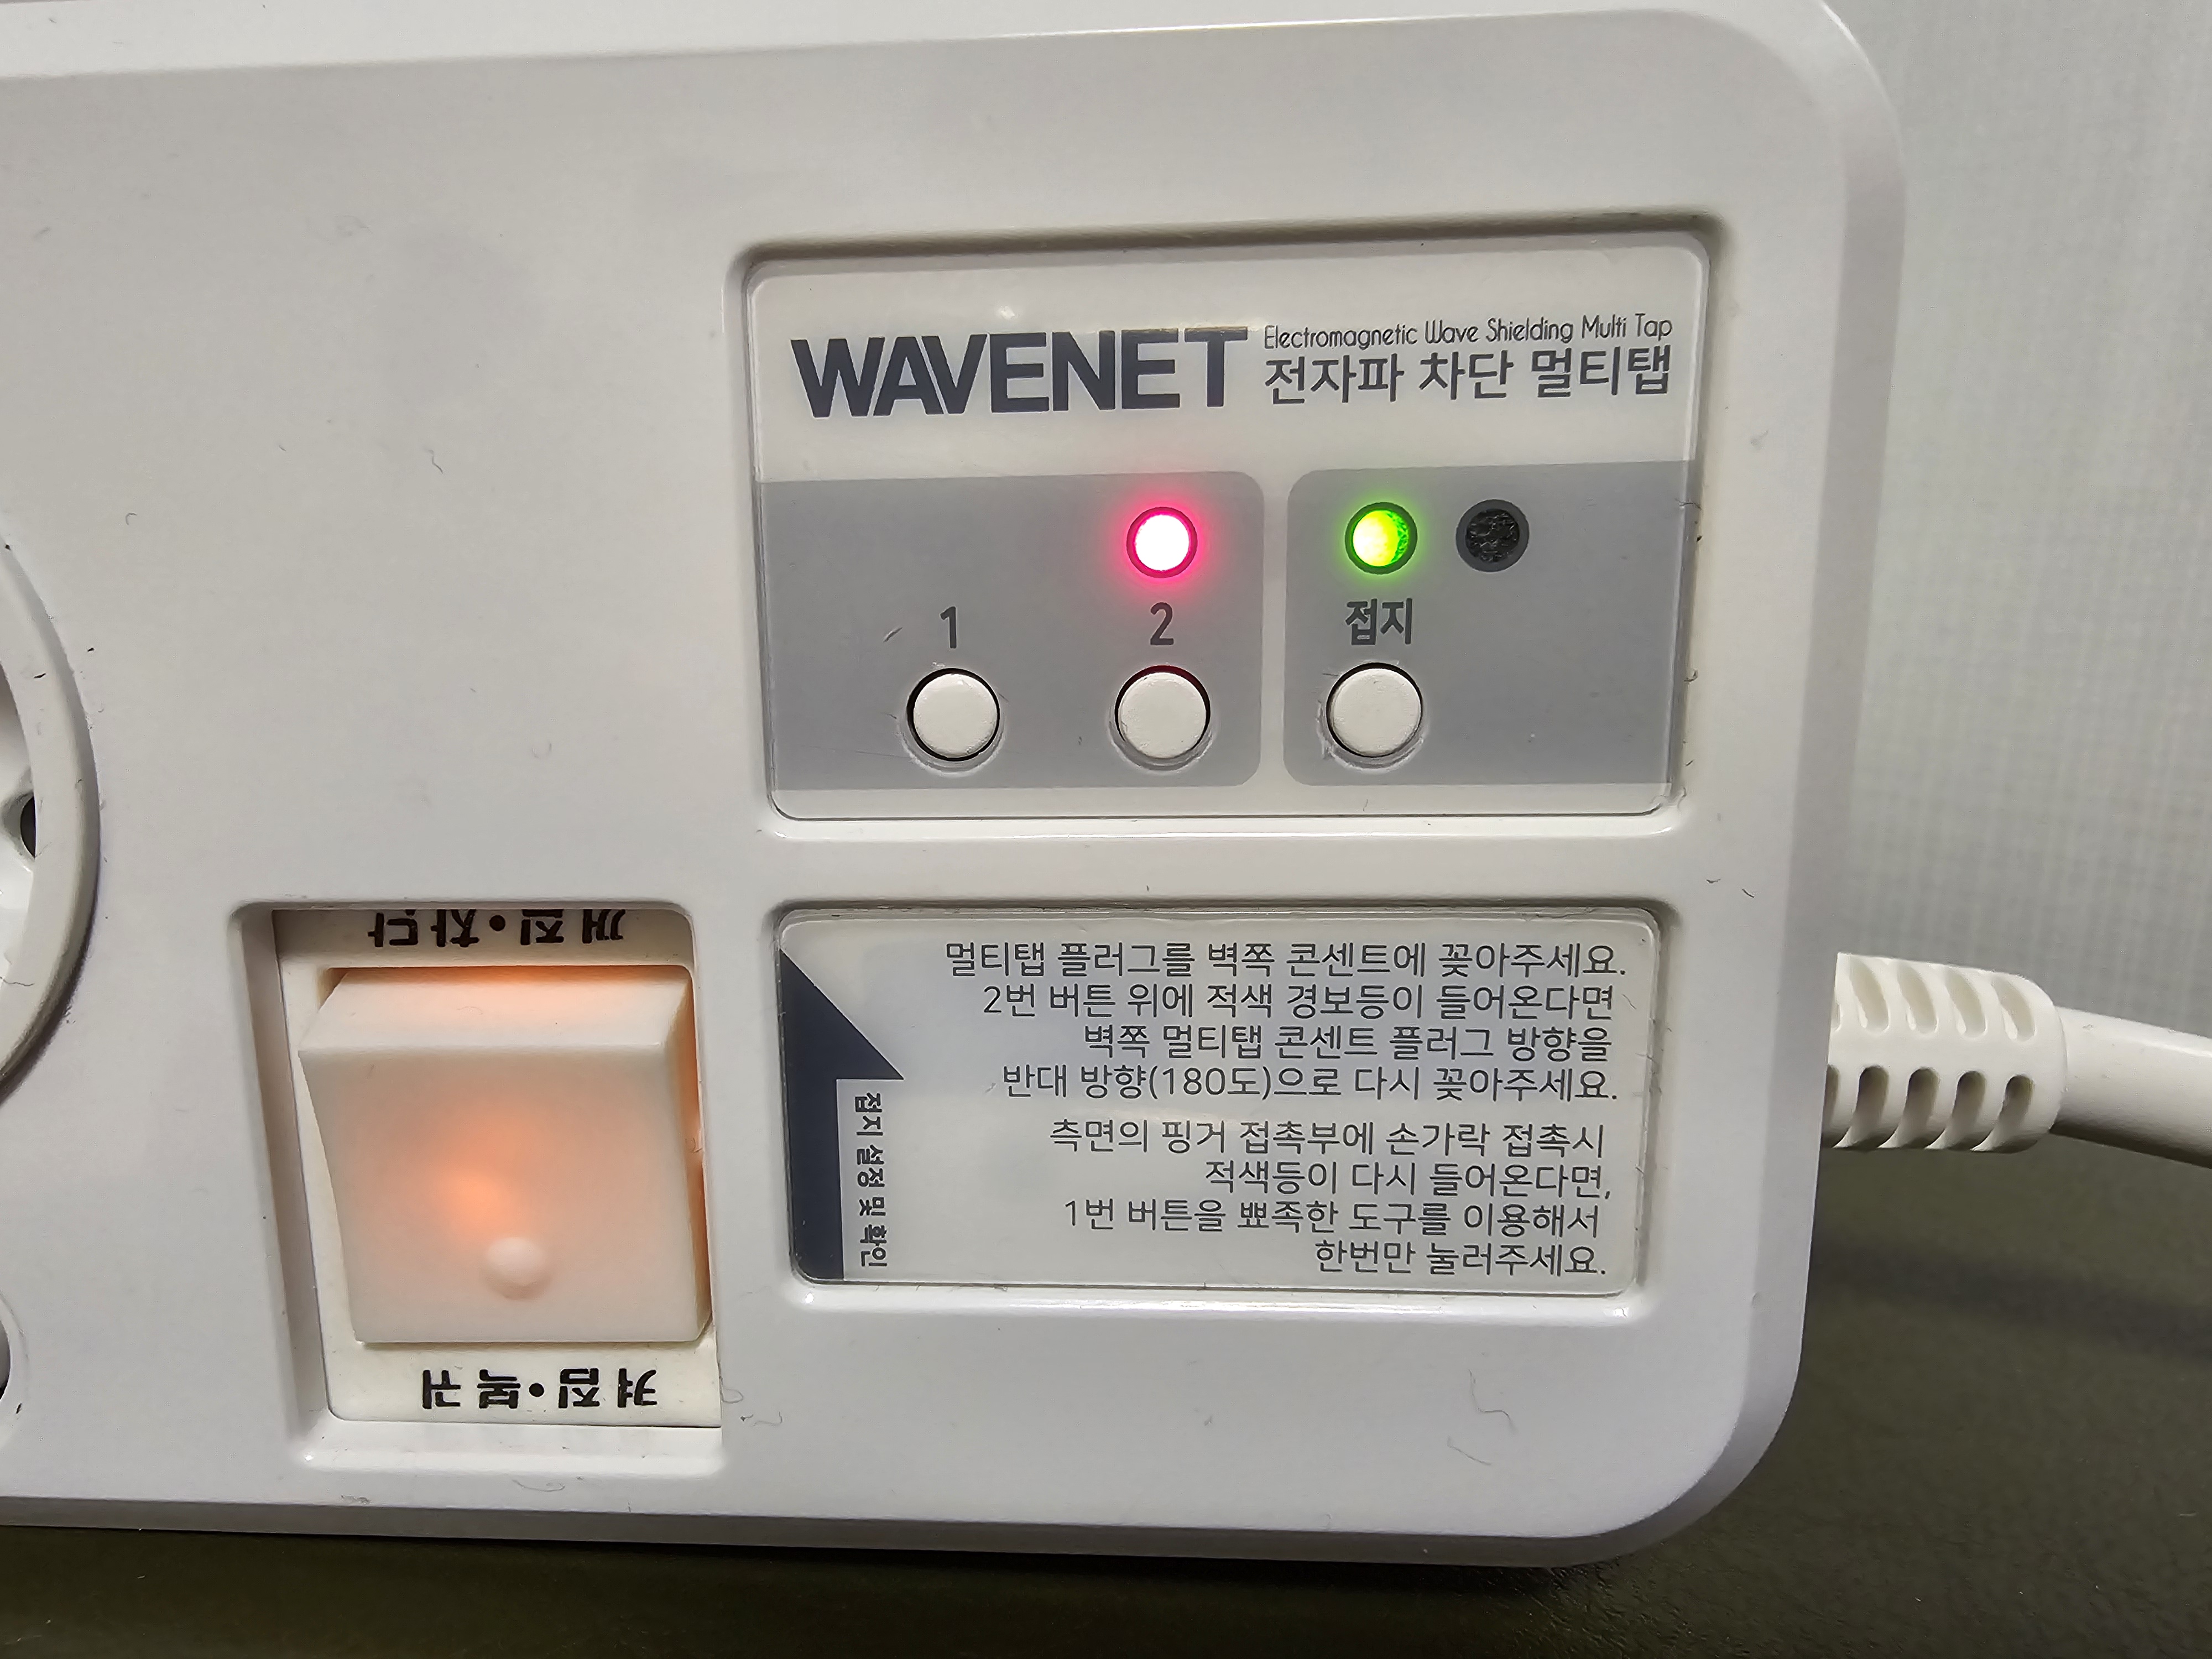 WAVENET
Electromagnetic Wave Shielding Multi Tap
전자파 차단 멀티탭
1
2
접지
꺼짐•차단
켜짐•복귀
멀티탭 플러그를 벽쪽 콘센트에 꽂아주세요.
2번 버튼 위에 적색 경보등이 들어온다면
벽쪽 멀티탭 콘센트 플러그 방향을
반대 방향(180도)으로 다시 꽂아주세요.
측면의 핑거 접촉부에 손가락 접촉시
적색등이 다시 들어온다면,
1번 버튼을 뾰족한 도구를 이용해서
한번만 눌러주세요.
접지 설정 및 확인